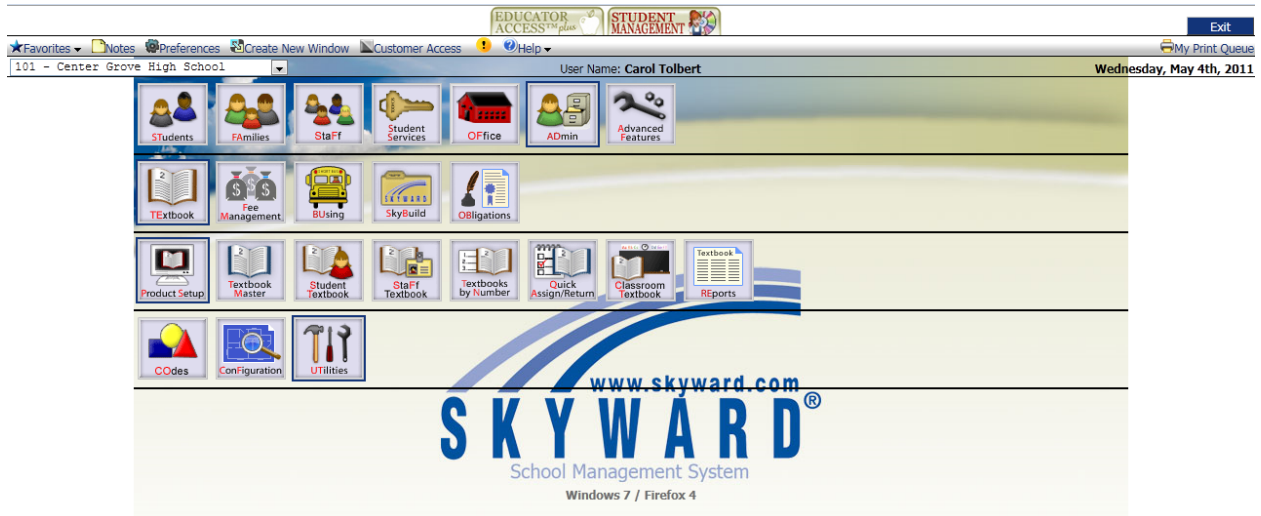 EDUCATOR ACCESS™ plus
STUDENT MANAGEMENT
Exit
Favorites Notes Preferences Create New Window Customer Access Help My Print Queue
101 - Center Grove High School User Name: Carol Tolbert Wednesday, May 4th, 2011
STudents FAmilies StaFf Student Services OFfice ADmin Advanced Features
TExtbook Fee Management BUsing SkyBuild OBligations
Product Setup Textbook Master Student Textbook StaFf Textbook Textbooks by Number Quick Assign/Return Classroom Textbook REports
COdes ConFiguration UTilities
www.skyward.com
SKYWARD®
School Management System
Windows 7 / Firefox 4